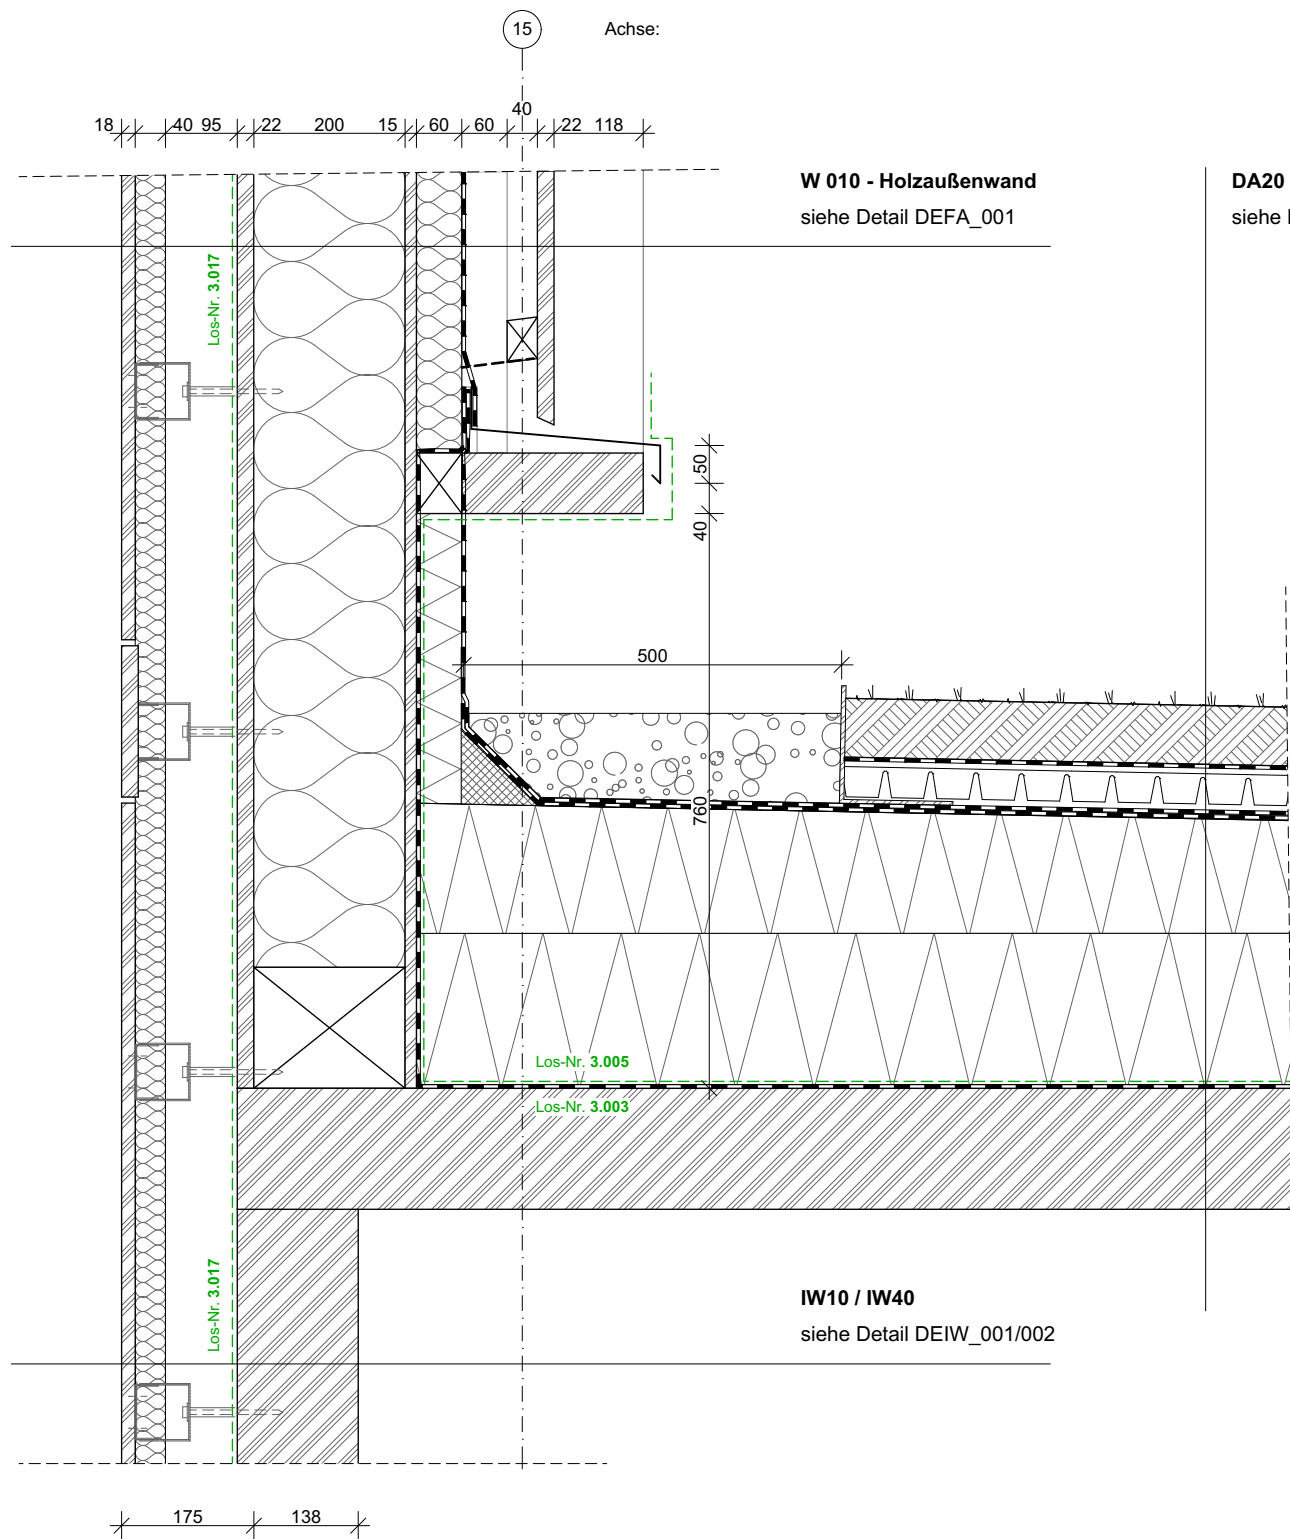 15 Achse:
40
18 40 95 22 200 15 60 60 22 118
W 010 - Holzaußenwand
siehe Detail DEFA_001
DA20
siehe
Los-Nr. 3.017
50
40
500
760
Los-Nr. 3.005
Los-Nr. 3.003
Los-Nr. 3.017
IW10 / IW40
siehe Detail DEIW_001/002
175 138